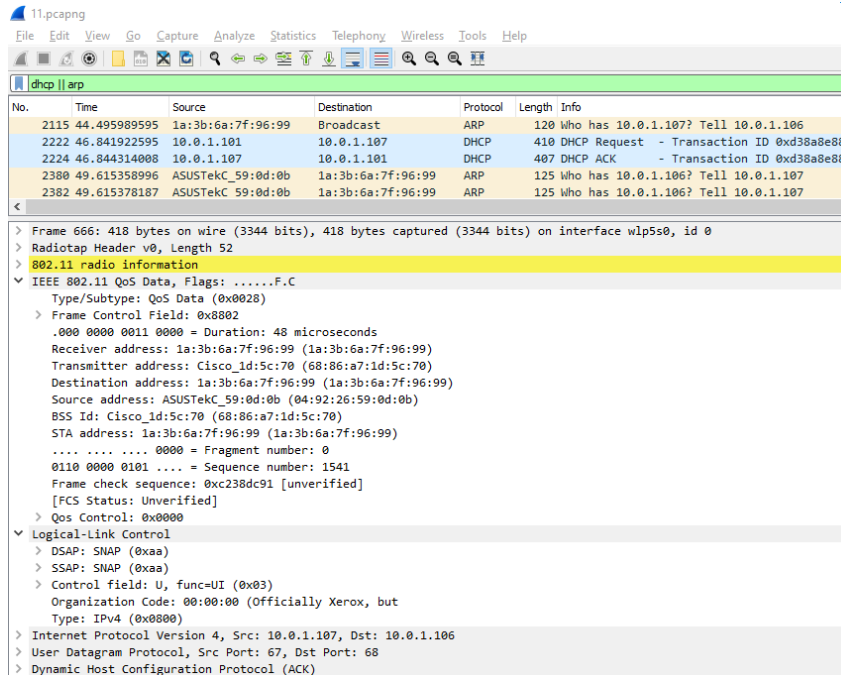 11.pcapng
File Edit View Go Capture Analyze Statistics Telephony Wireless Tools Help
dhcp || arp
No. Time Source Destination Protocol Length Info
2115 44.495989595 1a:3b:6a:7f:96:99 Broadcast ARP 120 Who has 10.0.1.107? Tell 10.0.1.106
2222 46.841922595 10.0.1.101 10.0.1.107 DHCP 410 DHCP Request - Transaction ID 0xd38a8e88
2224 46.844314008 10.0.1.107 10.0.1.101 DHCP 407 DHCP ACK - Transaction ID 0xd38a8e88
2380 49.615358996 ASUSTekC_59:0d:0b 1a:3b:6a:7f:96:99 ARP 125 Who has 10.0.1.106? Tell 10.0.1.107
2382 49.615378187 ASUSTekC_59:0d:0b 1a:3b:6a:7f:96:99 ARP 125 Who has 10.0.1.106? Tell 10.0.1.107
Frame 666: 418 bytes on wire (3344 bits), 418 bytes captured (3344 bits) on interface wlp5s0, id 0
Radiotap Header v0, Length 52
802.11 radio information
IEEE 802.11 QoS Data, Flags: ......F.C
Type/Subtype: QoS Data (0x0028)
Frame Control Field: 0x8802
.000 0000 0011 0000 = Duration: 48 microseconds
Receiver address: 1a:3b:6a:7f:96:99 (1a:3b:6a:7f:96:99)
Transmitter address: Cisco_1d:5c:70 (68:86:a7:1d:5c:70)
Destination address: 1a:3b:6a:7f:96:99 (1a:3b:6a:7f:96:99)
Source address: ASUSTekC_59:0d:0b (04:92:26:59:0d:0b)
BSS Id: Cisco_1d:5c:70 (68:86:a7:1d:5c:70)
STA address: 1a:3b:6a:7f:96:99 (1a:3b:6a:7f:96:99)
.... .... .... 0000 = Fragment number: 0
0110 0000 0101 .... = Sequence number: 1541
Frame check sequence: 0xc238dc91 [unverified]
[FCS Status: Unverified]
Qos Control: 0x0000
Logical-Link Control
DSAP: SNAP (0xaa)
SSAP: SNAP (0xaa)
Control field: U, func=UI (0x03)
Organization Code: 00:00:00 (Officially Xerox, but
Type: IPv4 (0x0800)
Internet Protocol Version 4, Src: 10.0.1.107, Dst: 10.0.1.106
User Datagram Protocol, Src Port: 67, Dst Port: 68
Dynamic Host Configuration Protocol (ACK)